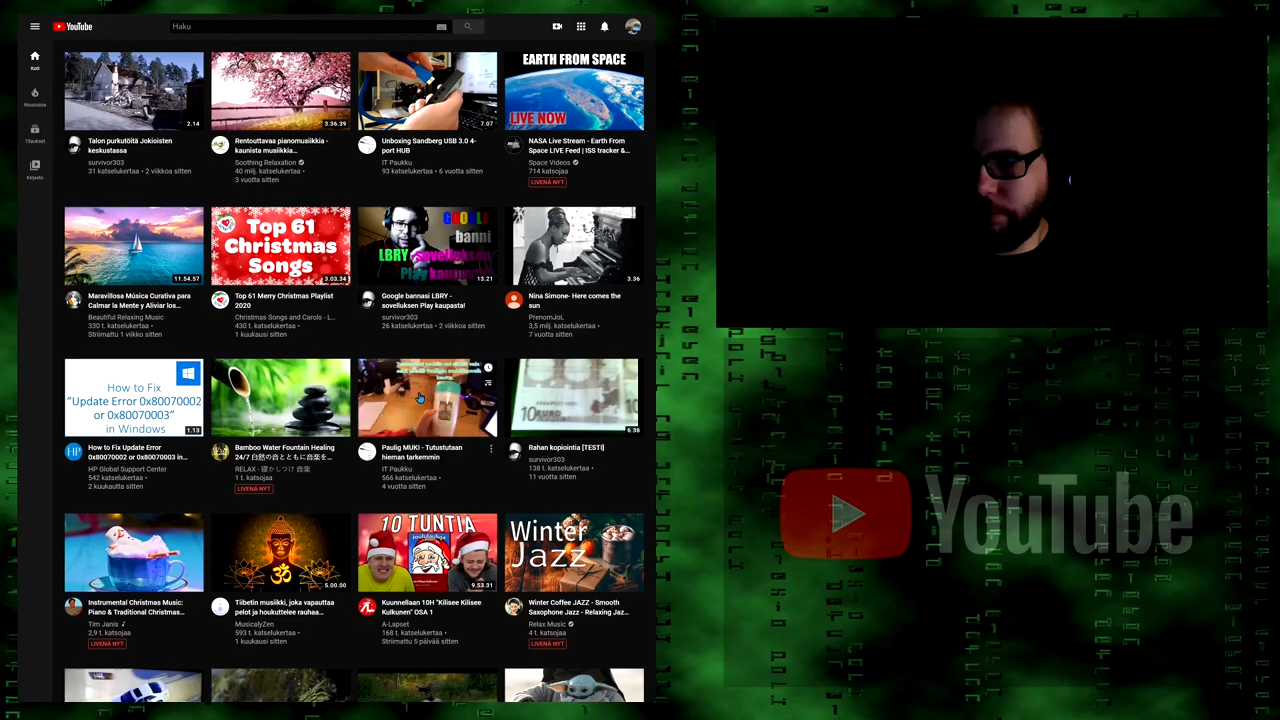 YouTube
Haku
Koti
Nousussa
Tilaukset
Kirjasto
2.14
3.36.39
7.07
EARTH FROM SPACE
LIVE NOW
Talon purkutöitä Jokioisten
keskustassa
survivor303
31 katselukertaa • 2 viikkoa sitten
Rentouttavaa pianomusiikkia -
kaunista musiikkia...
Soothing Relaxation
40 milj. katselukertaa •
3 vuotta sitten
Unboxing Sandberg USB 3.0 4-
port HUB
IT Paukku
93 katselukertaa • 6 vuotta sitten
NASA Live Stream - Earth From
Space LIVE Feed | ISS tracker &...
Space Videos
714 katsojaa
LIVENÄ NYT
11.54.57
Top 61
Christmas
Songs
3.03.34
GOOGLE
banni
LBRY -sovelluksen
Play kaupasta!
13.21
3.36
Maravillosa Música Curativa para
Calmar la Mente y Aliviar los...
Beautiful Relaxing Music
330 t. katselukertaa •
Striimattu 1 viikko sitten
Top 61 Merry Christmas Playlist
2020
Christmas Songs and Carols - L...
430 t. katselukertaa •
1 kuukausi sitten
Google bannasi LBRY -
sovelluksen Play kaupasta!
survivor303
26 katselukertaa • 2 viikkoa sitten
Nina Simone- Here comes the
sun
PrenomJoL
3,5 milj. katselukertaa •
7 vuotta sitten
How to Fix
"Update Error 0x80070002
or 0x80070003"
in Windows
1.13
10 EURO
6.38
How to Fix Update Error
0x80070002 or 0x80070003 in...
HP Global Support Center
542 katselukertaa •
2 kuukautta sitten
Bamboo Water Fountain Healing
24/7 自然の音とともに音楽を...
RELAX - 寝かしつけ 音楽
1 t. katsojaa
LIVENÄ NYT
Paulig MUKI - Tutustutaan
hieman tarkemmin
IT Paukku
566 katselukertaa •
4 vuotta sitten
Rahan kopiointia [TESTI]
survivor303
138 t. katselukertaa •
11 vuotta sitten
5.00.00
10 TUNTIA
Joululauluja
9.53.31
Winter
Jazz
Instrumental Christmas Music:
Piano & Traditional Christmas...
Tim Janis
2,9 t. katsojaa
LIVENÄ NYT
Tiibetin musiikki, joka vapauttaa
pelot ja houkuttelee rauhaa...
MusicalyZen
593 t. katselukertaa •
1 kuukausi sitten
Kuunnellaan 10H "Kilisee Kilisee
Kulkunen" OSA 1
A-Lapset
168 t. katselukertaa •
Striimattu 5 päivää sitten
Winter Coffee JAZZ - Smooth
Saxophone Jazz - Relaxing Jaz...
Relax Music
4 t. katsojaa
LIVENÄ NYT
YouTube